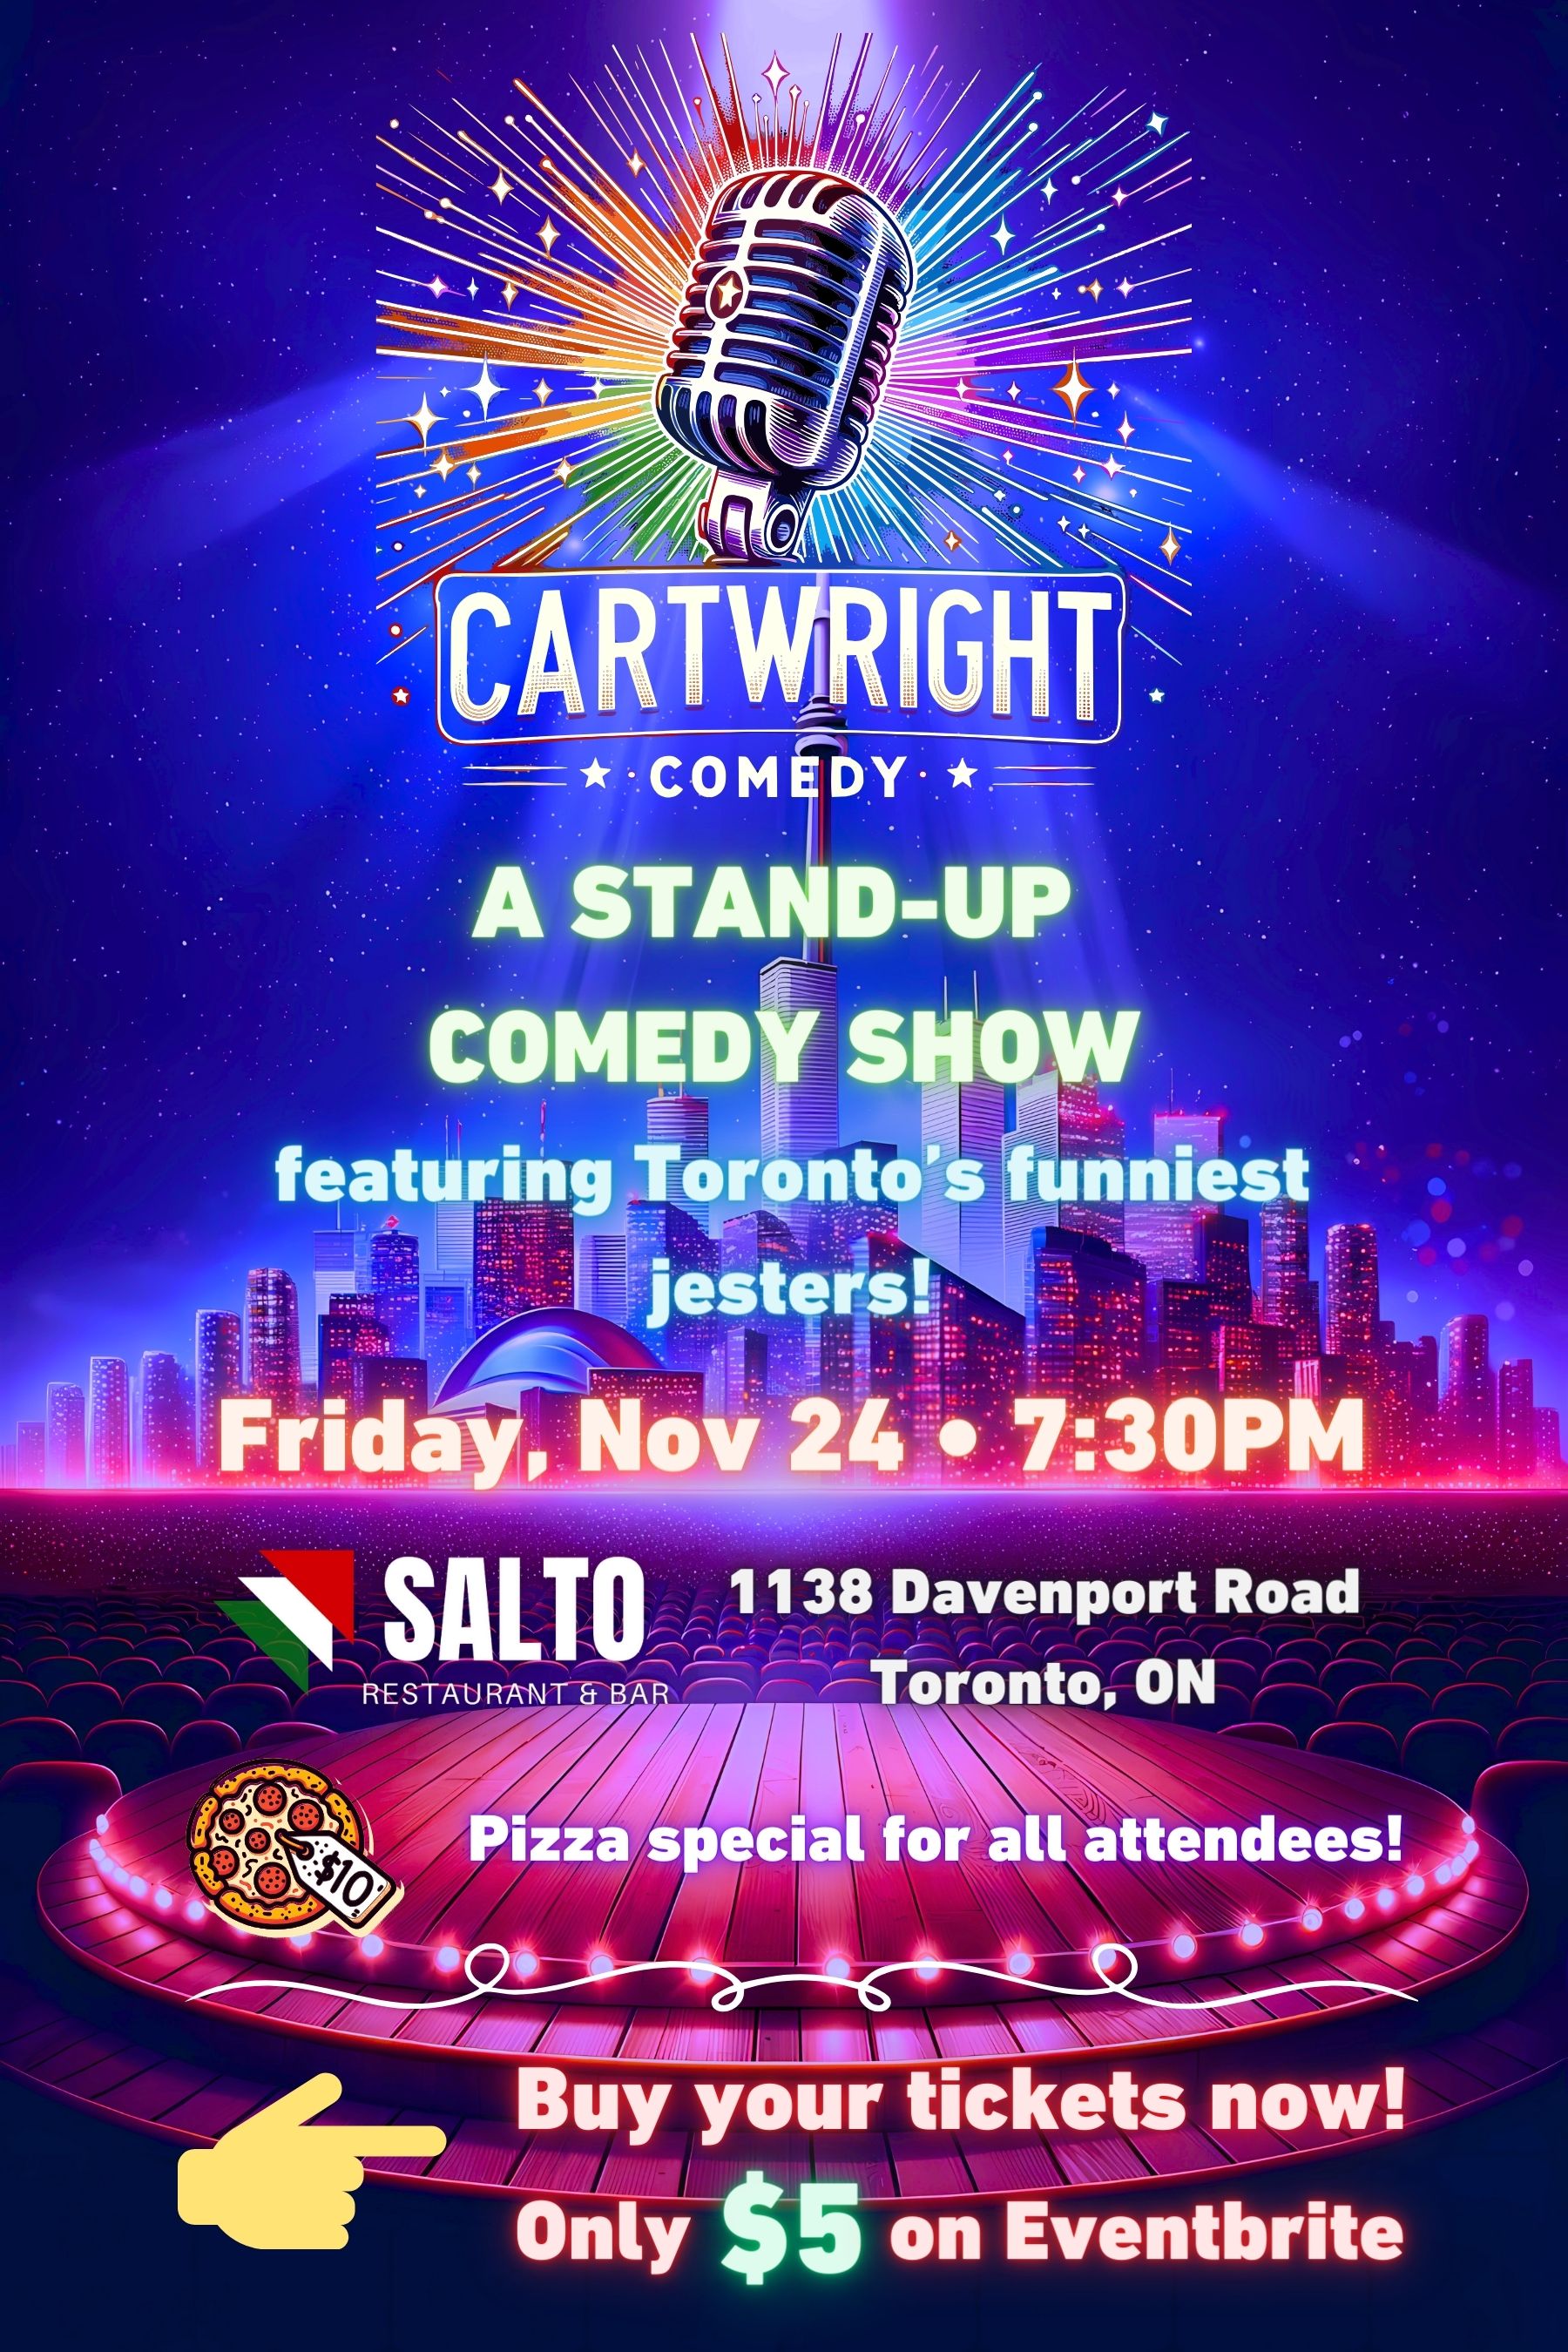 CARTWRIGHT
COMEDY
A STAND-UP
COMEDY SHOW
featuring Toronto's funniest
jesters!
Friday, Nov 24 • 7:30PM
SALTO
RESTAURANT & BAR
1138 Davenport Road
Toronto, ON
$10
Pizza special for all attendees!
Buy your tickets now!
Only $5 on Eventbrite